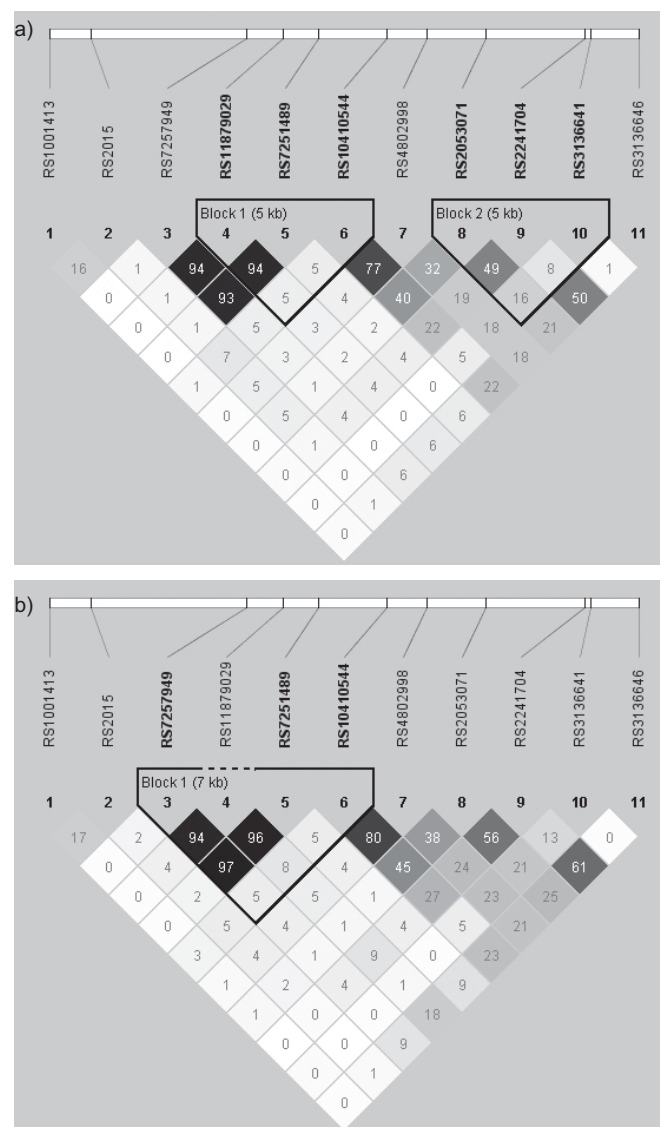 a)
RS1001413
RS2015
RS7257949
RS11879029
RS7251489
RS10410544
RS4802998
RS2053071
RS2241704
RS3136641
RS3136646
Block 1 (5 kb) Block 2 (5 kb)
1 2 3 4 5 6 7 8 9 10 11
16 1 94 94 5 77 32 49 8 1
0 1 93 5 4 40 19 16 50
0 1 5 3 2 22 18 21
0 7 3 2 4 5 18
1 5 1 4 0 22
0 5 4 0 6
0 1 0 6
0 0 6
0 1
0
b)
RS1001413
RS2015
RS7257949
RS11879029
RS7251489
RS10410544
RS4802998
RS2053071
RS2241704
RS3136641
RS3136646
Block 1 (7 kb)
1 2 3 4 5 6 7 8 9 10 11
17 2 94 96 5 80 38 56 13 0
0 4 97 8 4 45 24 21 61
0 2 5 5 1 27 23 25
0 5 4 1 4 5 21
3 4 1 9 0 23
1 2 4 1 9
1 0 0 18
0 0 9
0 1
0